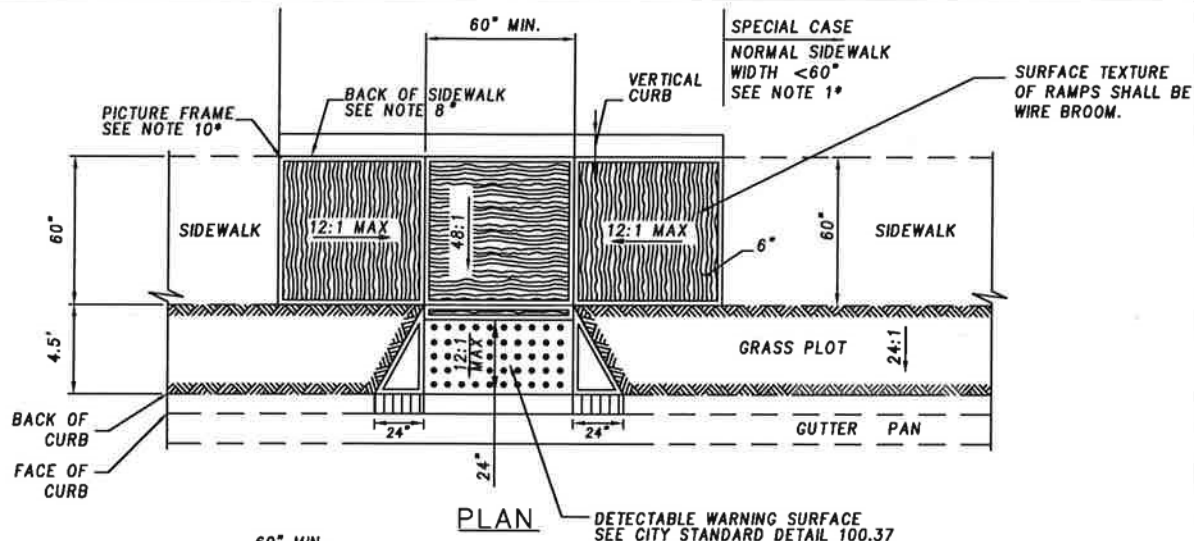 60" MIN.
SPECIAL CASE
NORMAL SIDEWALK
WIDTH <60"
SEE NOTE 1*
SURFACE TEXTURE
OF RAMPS SHALL BE
WIRE BROOM.
VERTICAL
CURB
BACK OF SIDEWALK
SEE NOTE 8*
PICTURE FRAME
SEE NOTE 10*
60"
SIDEWALK
12:1 MAX
48:1
12:1 MAX
6"
60"
SIDEWALK
4.5'
12:1
MAX
GRASS PLOT
24:1
BACK OF
CURB
24"
24"
GUTTER PAN
FACE OF
CURB
24"
PLAN
DETECTABLE WARNING SURFACE
SEE CITY STANDARD DETAIL 100.37
60" MIN.